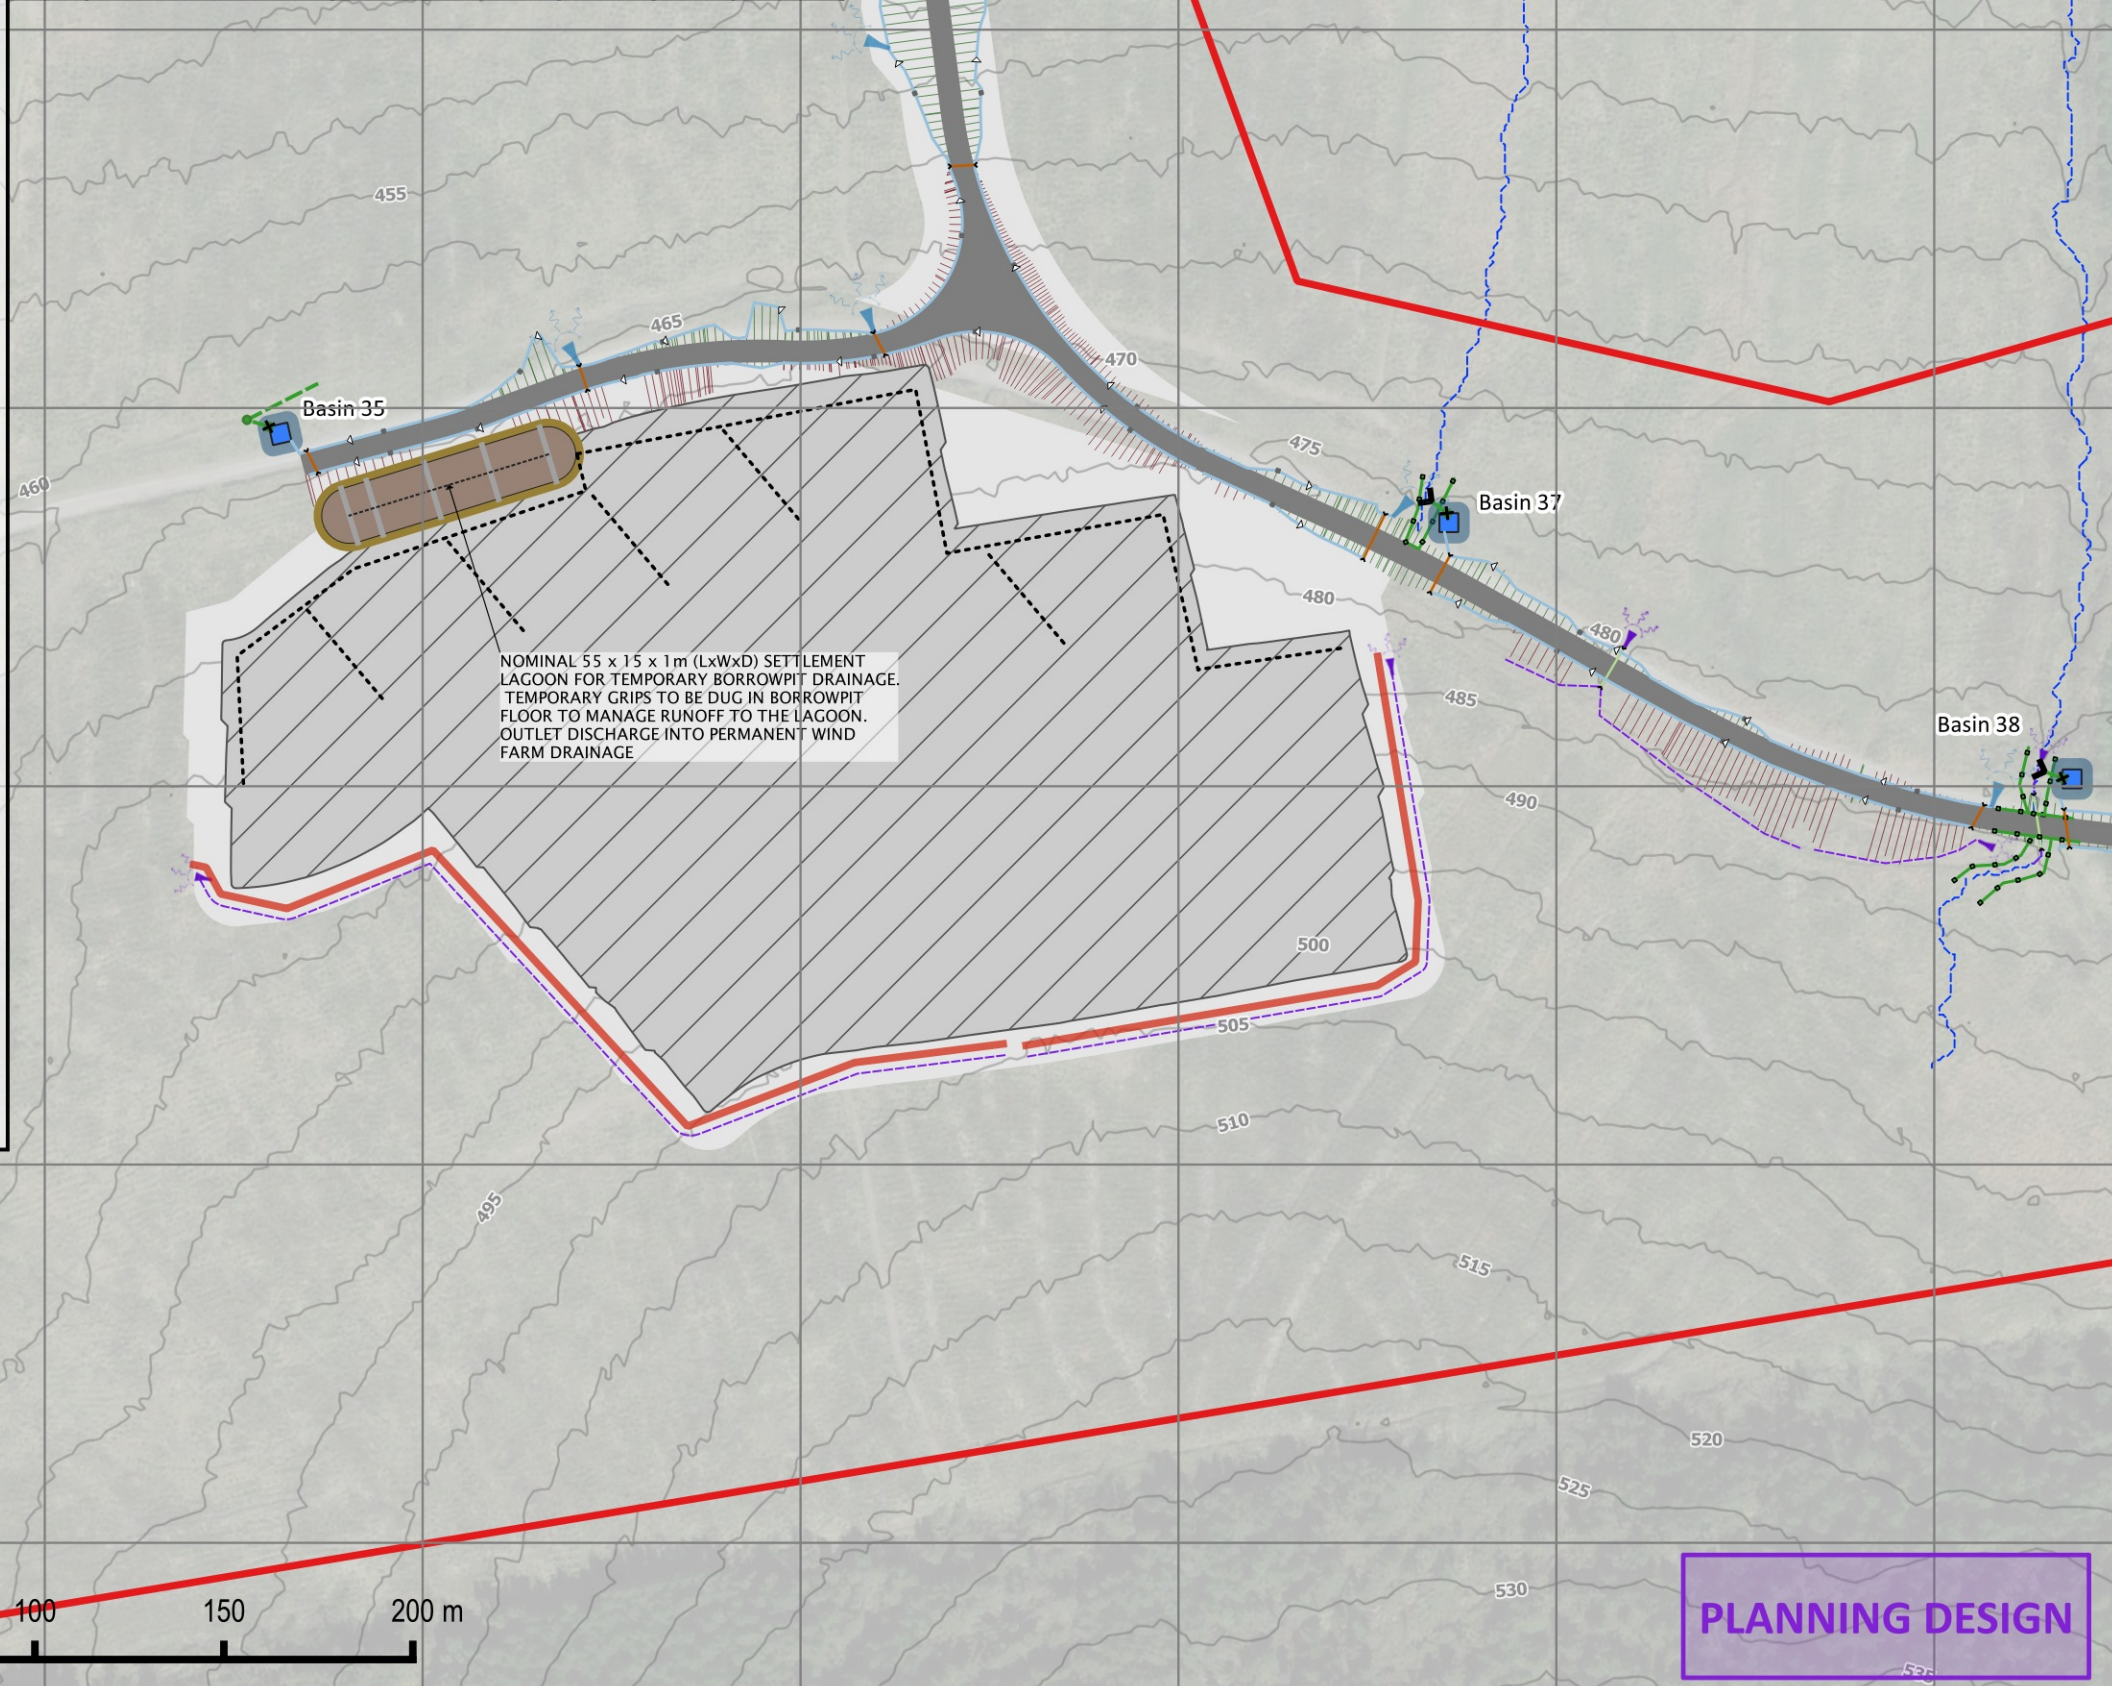 455
465
470
Basin 35
475
460
Basin 37
480
480
NOMINAL 55 x 15 x 1m (LxWxD) SETTLEMENT
LAGOON FOR TEMPORARY BORROWPIT DRAINAGE.
TEMPORARY GRIPS TO BE DUG IN BORROWPIT
FLOOR TO MANAGE RUNOFF TO THE LAGOON.
OUTLET DISCHARGE INTO PERMANENT WIND
FARM DRAINAGE
485
Basin 38
490
500
505
510
495
515
520
525
530
100 150 200 m
PLANNING DESIGN
535